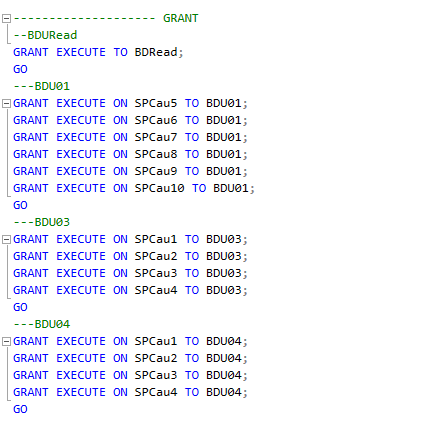 -------------------- GRANT
--BDURead
GRANT EXECUTE TO BDRead;
GO
---BDU01
GRANT EXECUTE ON SPCau5 TO BDU01;
GRANT EXECUTE ON SPCau6 TO BDU01;
GRANT EXECUTE ON SPCau7 TO BDU01;
GRANT EXECUTE ON SPCau8 TO BDU01;
GRANT EXECUTE ON SPCau9 TO BDU01;
GRANT EXECUTE ON SPCau10 TO BDU01;
GO
---BDU03
GRANT EXECUTE ON SPCau1 TO BDU03;
GRANT EXECUTE ON SPCau2 TO BDU03;
GRANT EXECUTE ON SPCau3 TO BDU03;
GRANT EXECUTE ON SPCau4 TO BDU03;
GO
---BDU04
GRANT EXECUTE ON SPCau1 TO BDU04;
GRANT EXECUTE ON SPCau2 TO BDU04;
GRANT EXECUTE ON SPCau3 TO BDU04;
GRANT EXECUTE ON SPCau4 TO BDU04;
GO